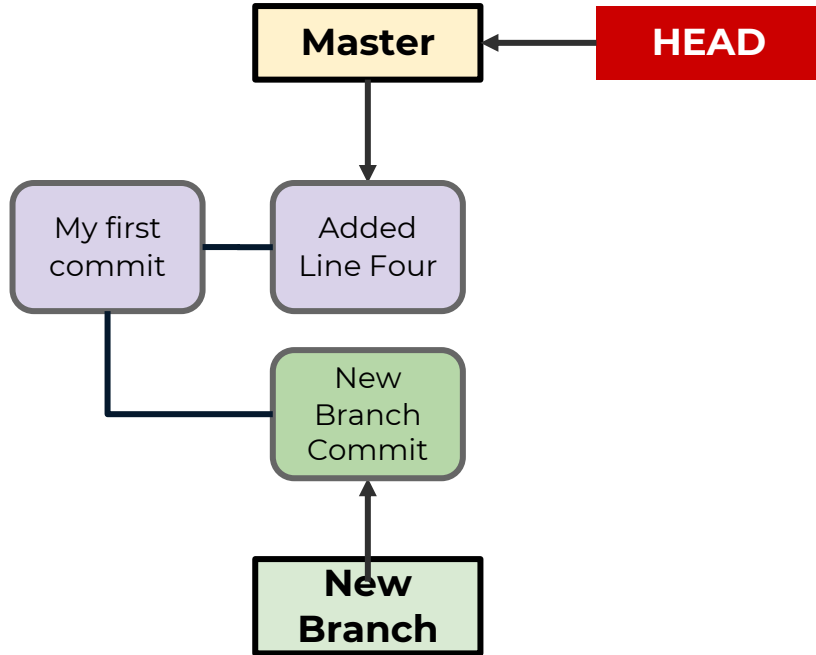 Master
HEAD
My first
commit
Added
Line Four
New
Branch
Commit
New
Branch